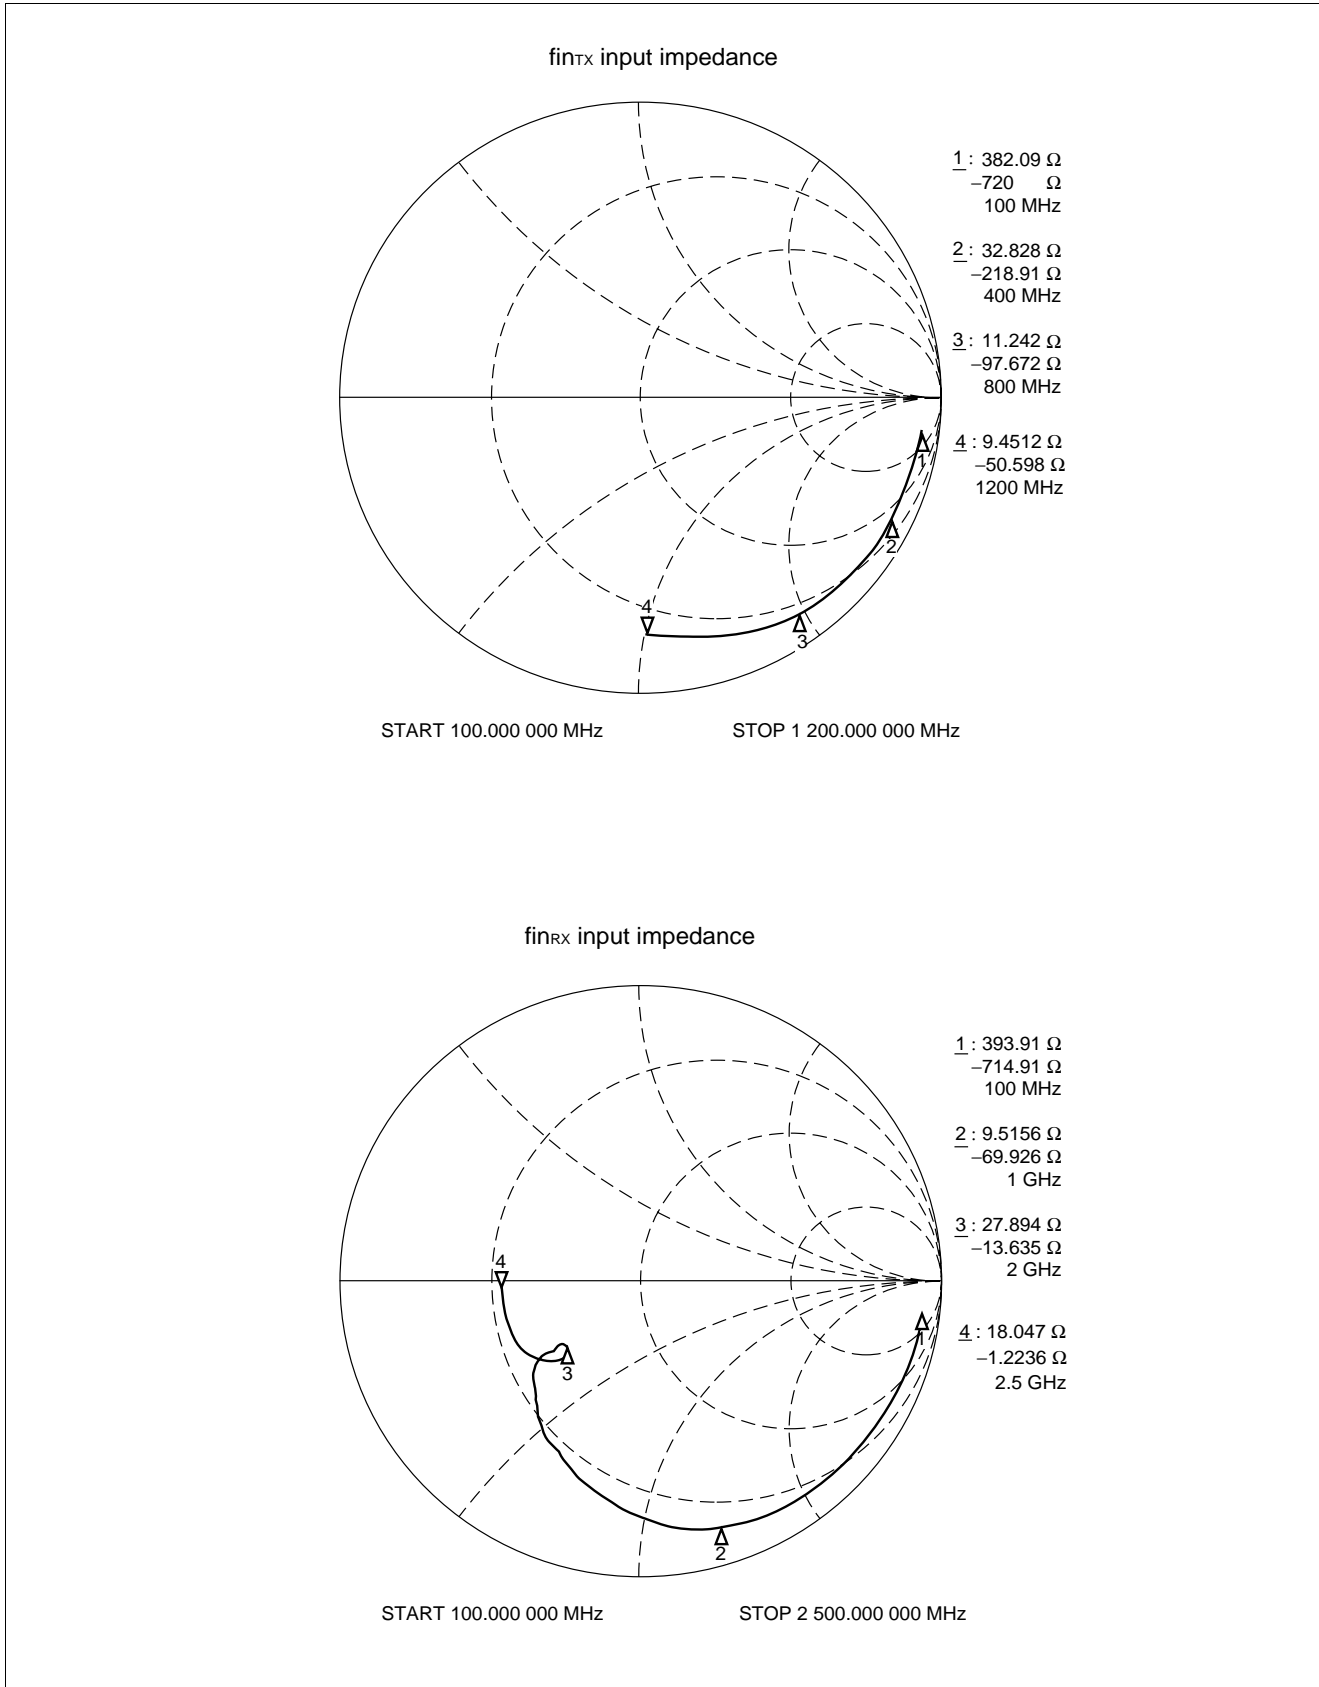 finTX input impedance
1 : 382.09 Ω
–720 Ω
100 MHz
2 : 32.828 Ω
–218.91 Ω
400 MHz
3 : 11.242 Ω
–97.672 Ω
800 MHz
4 : 9.4512 Ω
–50.598 Ω
1200 MHz
1
2
4
3
START 100.000 000 MHz STOP 1 200.000 000 MHz
finRX input impedance
1 : 393.91 Ω
–714.91 Ω
100 MHz
2 : 9.5156 Ω
–69.926 Ω
1 GHz
3 : 27.894 Ω
–13.635 Ω
2 GHz
4 : 18.047 Ω
–1.2236 Ω
2.5 GHz
4
1
3
2
START 100.000 000 MHz STOP 2 500.000 000 MHz